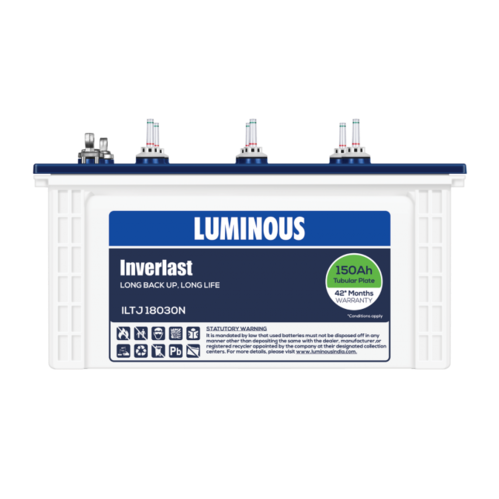 LUMINOUS
Inverlast
LONG BACK UP, LONG LIFE
ILTJ 18030N
150Ah
Tubular Plate
42* Months
WARRANTY
*Conditions apply
STATUTORY WARNING
It is mandated by law that used batteries must not be disposed off in any
manner other than depositing the same with the dealer, manufacturer,or
registered recycler appointed by the company at their designated collection
centers. For more details, please visit www.luminousindia.com.
Pb